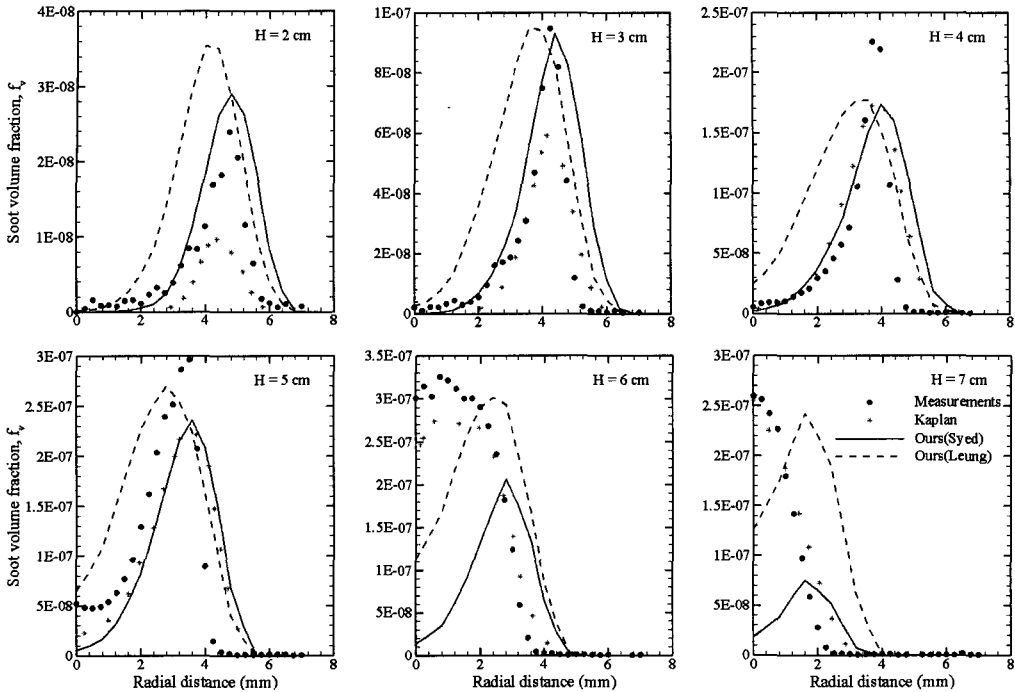 Soot volume fraction, f_v
4E-08
3E-08
2E-08
1E-08
0
0 2 4 6 8
H = 2 cm
1E-07
8E-08
6E-08
4E-08
2E-08
0
0 2 4 6 8
H = 3 cm
2.5E-07
2E-07
1.5E-07
1E-07
5E-08
0
0 2 4 6 8
H = 4 cm
Soot volume fraction, f_v
3E-07
2.5E-07
2E-07
1.5E-07
1E-07
5E-08
0
0 2 4 6 8
Radial distance (mm)
H = 5 cm
3.5E-07
3E-07
2.5E-07
2E-07
1.5E-07
1E-07
5E-08
0
0 2 4 6 8
Radial distance (mm)
H = 6 cm
3E-07
2.5E-07
2E-07
1.5E-07
1E-07
5E-08
0
0 2 4 6 8
Radial distance (mm)
H = 7 cm
Measurements
Kaplan
Ours(Syed)
Ours(Leung)